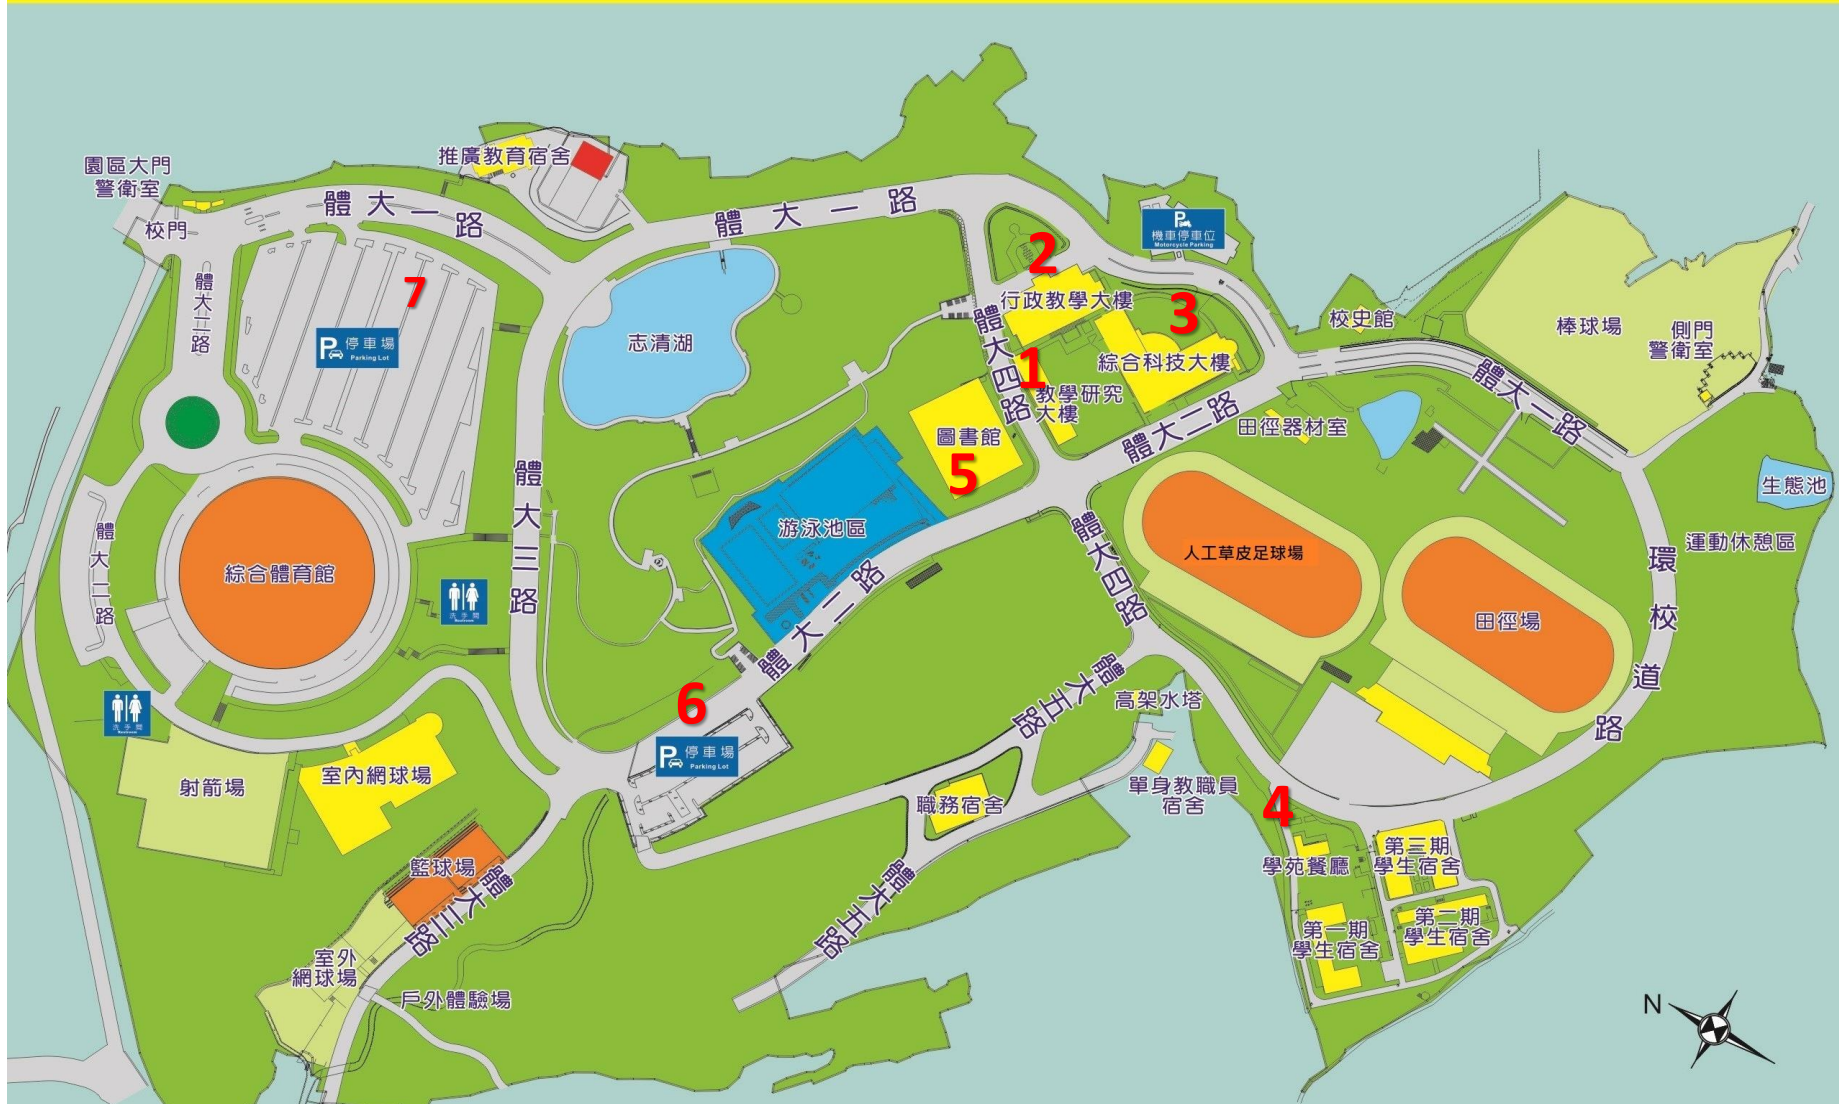 園區大門
警衛室
校門
推廣教育宿舍
體大一路
體大一路
P
機車停車位
Motorcycle Parking
2
行政教學大樓
3
7
體大二路
P 停車場
Parking Lot
志清湖
校史館
棒球場
側門
警衛室
體大四路
1
綜合科技大樓
教學研究
大樓
體大一路
圖書館
5
體大二路
田徑器材室
生態池
體大三路
游泳池區
體大四路
人工草皮足球場
運動休憩區
環校道路
體大二路
綜合體育館
洗手間
Restroom
體大二路
田徑場
洗手間
Restroom
6
P 停車場
Parking Lot
體大五路
高架水塔
射箭場
室內網球場
職務宿舍
單身教職員
宿舍
4
籃球場
體大三路
體大五路
學苑餐廳
第三期
學生宿舍
第一期
學生宿舍
第二期
學生宿舍
室外
網球場
戶外體驗場
N